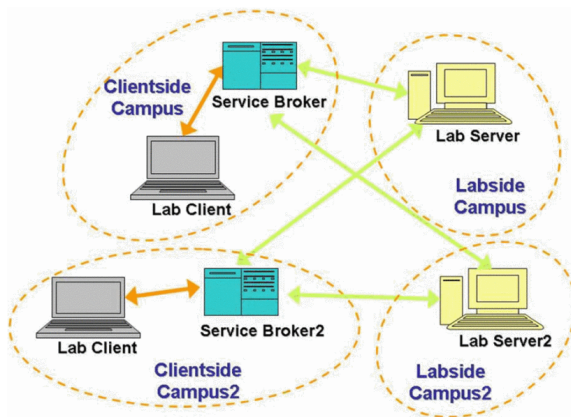 Clientside
Campus
Service Broker
Lab Client
Lab Server
Labside
Campus
Lab Client
Service Broker2
Clientside
Campus2
Lab Server2
Labside
Campus2